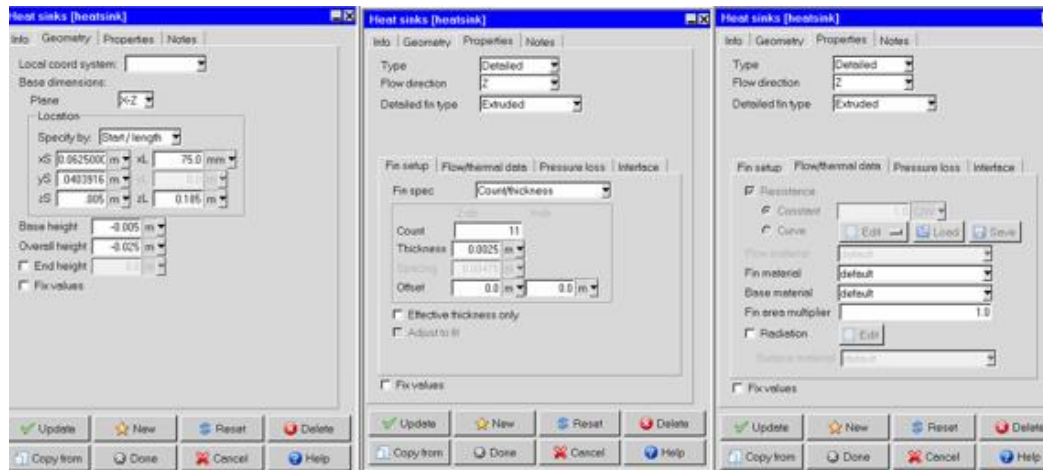 Heat sinks [heatsink]
Info Geometry Properties Notes
Local coord system:
Base dimensions:
Plane X-Z
Location
Specify by: Start / length
xS 0.062500 m xL 75.0 mm
yS .0403916 m
zS .005 m zL 0.185 m
Base height -0.005 m
Overall height -0.025 m
End height 0.0 m
Fix values
Update New Reset Delete
Copy from Done Cancel Help
Heat sinks [heatsink]
Info Geometry Properties Notes
Type Detailed
Flow direction Z
Detailed fin type Extruded
Fin setup Flow/thermal data Pressure loss Interface
Fin spec Count/thickness
Count 11
Thickness 0.0025 m
Spacing m
Offset 0.0 m 0.0 m
Effective thickness only
Adjust to fit
Fix values
Update New Reset Delete
Copy from Done Cancel Help
Heat sinks [heatsink]
Info Geometry Properties Notes
Type Detailed
Flow direction Z
Detailed fin type Extruded
Fin setup Flow/thermal data Pressure loss Interface
Resistance
Constant
Curve Edit Load Save
Flow material default
Fin material default
Base material default
Fin area multiplier 1.0
Radiation Edit
Surface material default
Fix values
Update New Reset Delete
Copy from Done Cancel Help